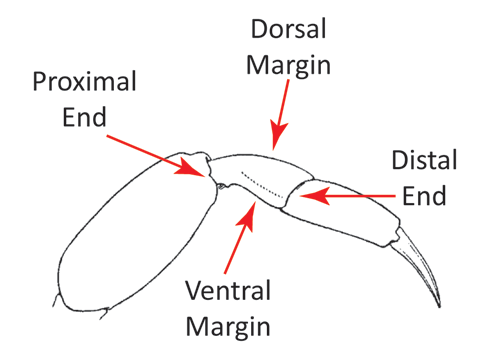 Dorsal
Margin
Proximal
End
Distal
End
Ventral
Margin